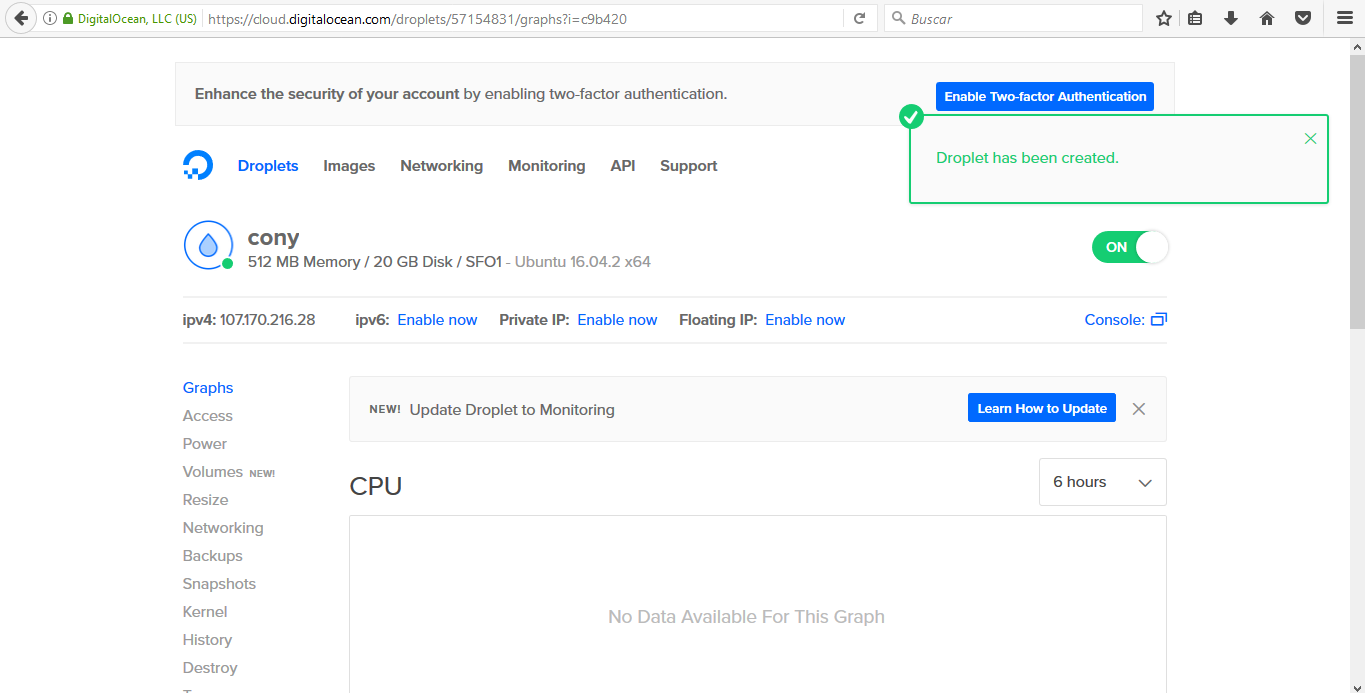 DigitalOcean, LLC (US) https://cloud.digitalocean.com/droplets/57154831/graphs?i=c9b420 Buscar
Enhance the security of your account by enabling two-factor authentication.
Enable Two-factor Authentication
Droplet has been created.
Droplets Images Networking Monitoring API Support
cony
512 MB Memory / 20 GB Disk / SFO1 - Ubuntu 16.04.2 x64
ON
ipv4: 107.170.216.28 ipv6: Enable now Private IP: Enable now Floating IP: Enable now Console:
Graphs
Access
Power
Volumes NEW!
Resize
Networking
Backups
Snapshots
Kernel
History
Destroy
NEW! Update Droplet to Monitoring
Learn How to Update
CPU
6 hours
No Data Available For This Graph